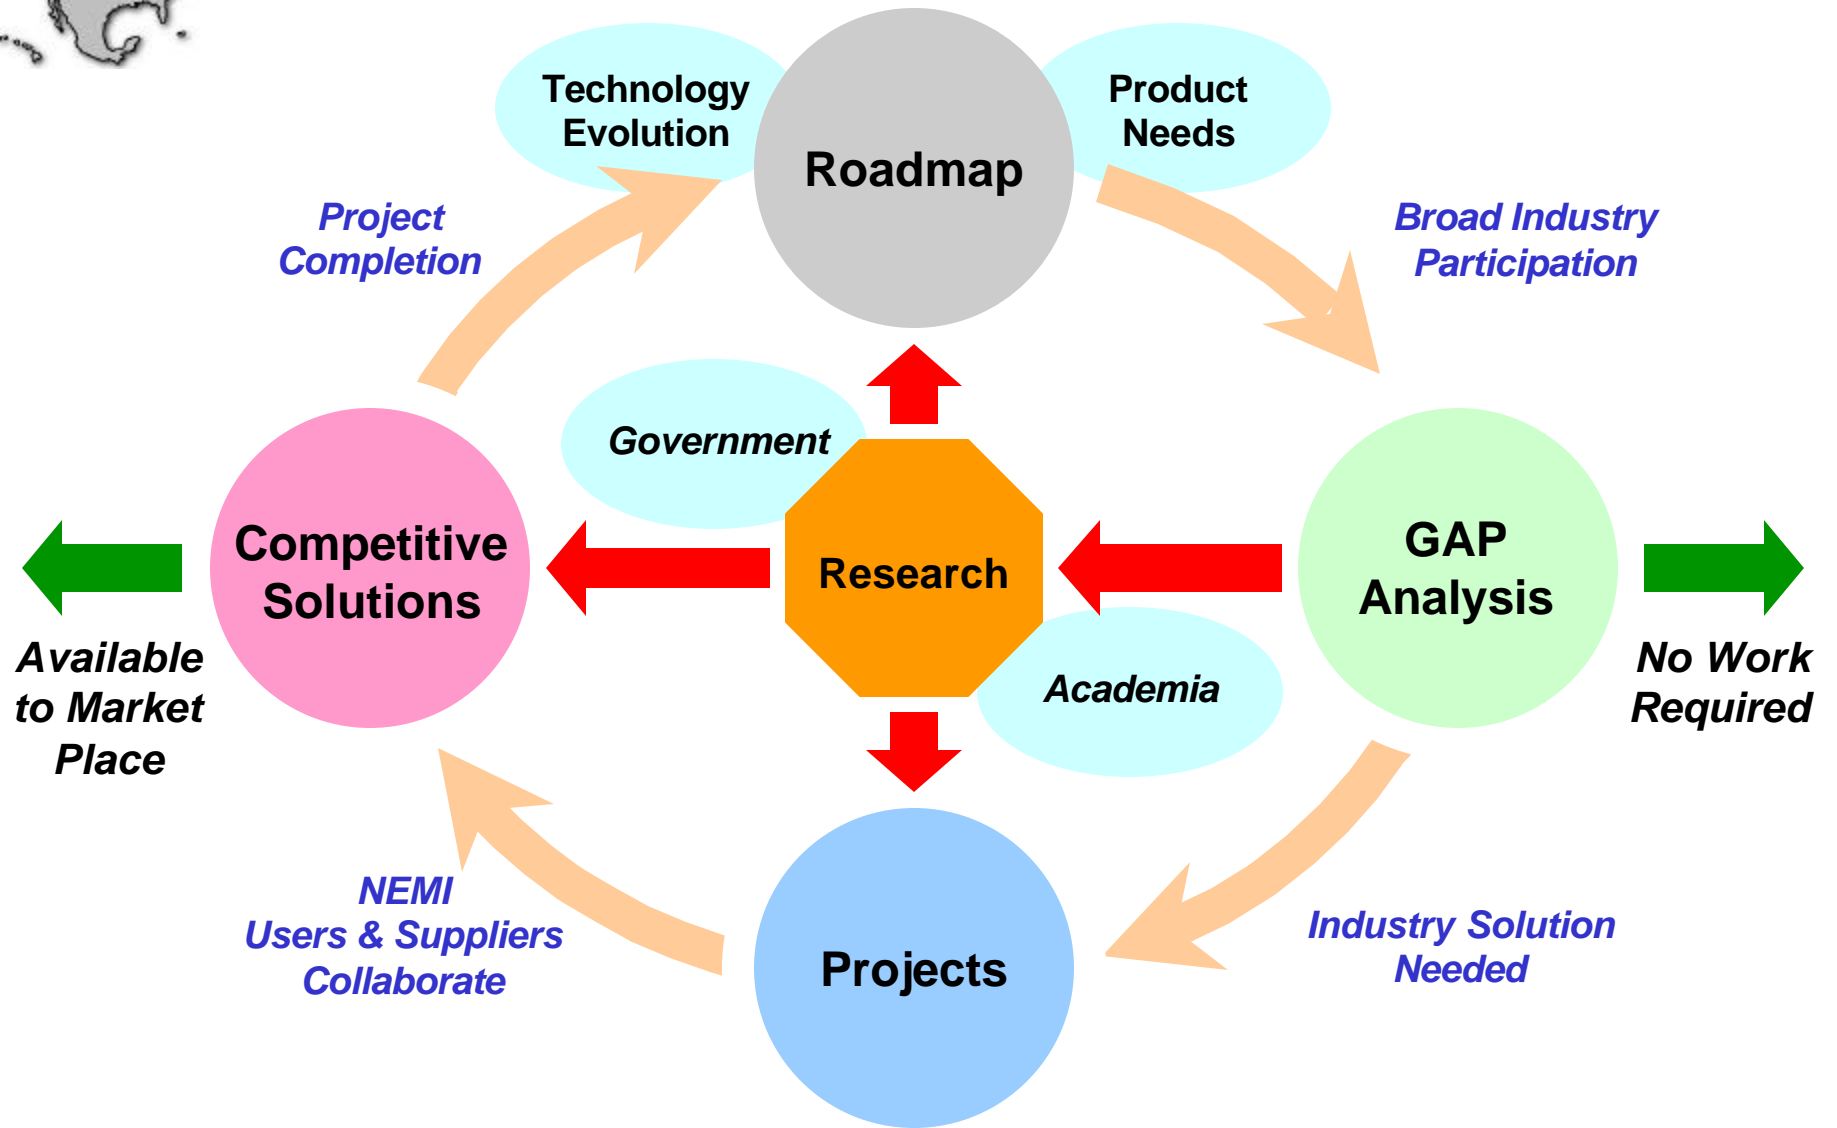 Technology
Evolution
Roadmap
Product
Needs
Project
Completion
Broad Industry
Participation
Government
Competitive
Solutions
Research
GAP
Analysis
Available
to Market
Place
Academia
No Work
Required
NEMI
Users & Suppliers
Collaborate
Projects
Industry Solution
Needed